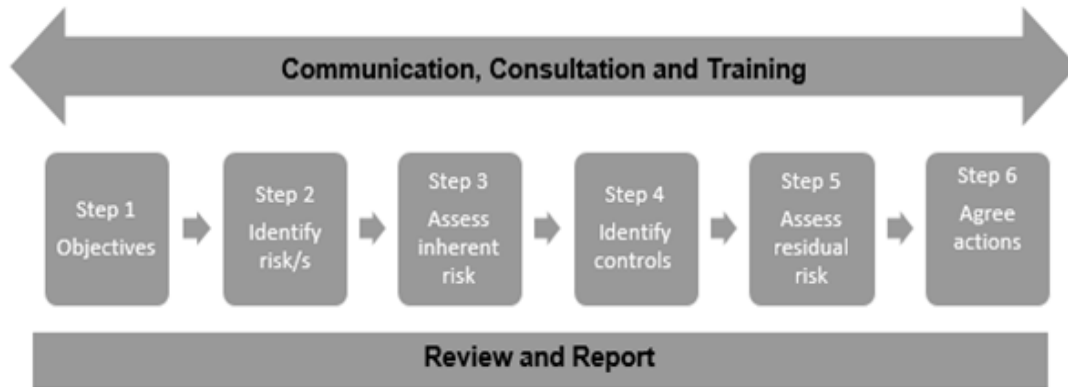 Communication, Consultation and Training
Step 1
Objectives
Step 2
Identify
risk/s
Step 3
Assess
inherent
risk
Step 4
Identify
controls
Step 5
Assess
residual
risk
Step 6
Agree
actions
Review and Report